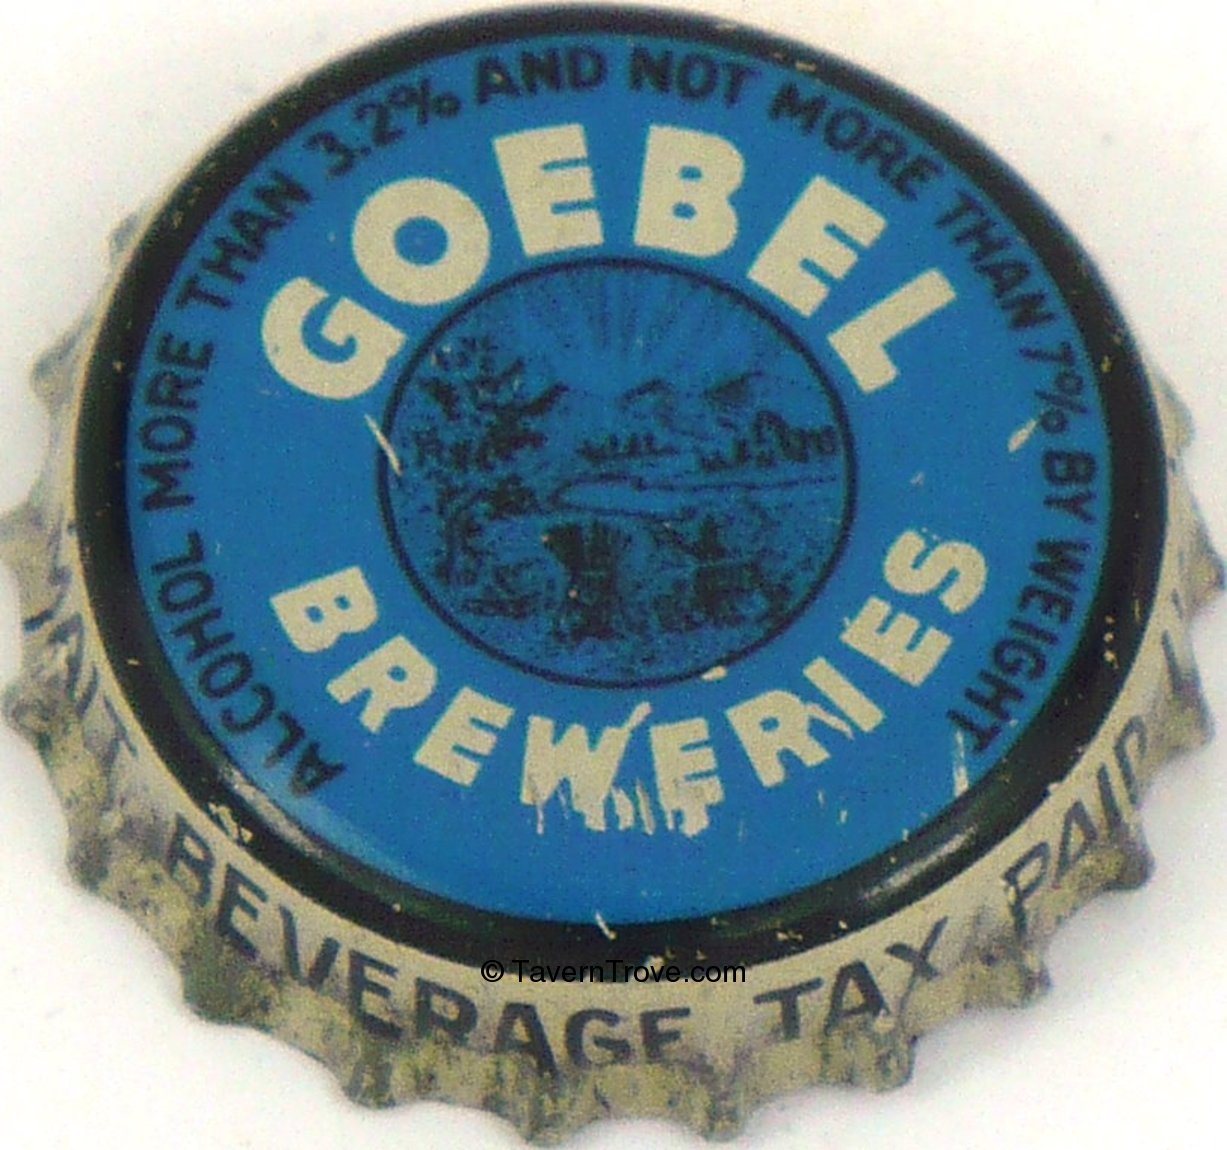 ALCOHOL MORE THAN 3.2% AND NOT MORE THAN 7% BY WEIGHT
GOEBEL
BREWERIES
BEVERAGE TAX PAID
© TavernTrove.com